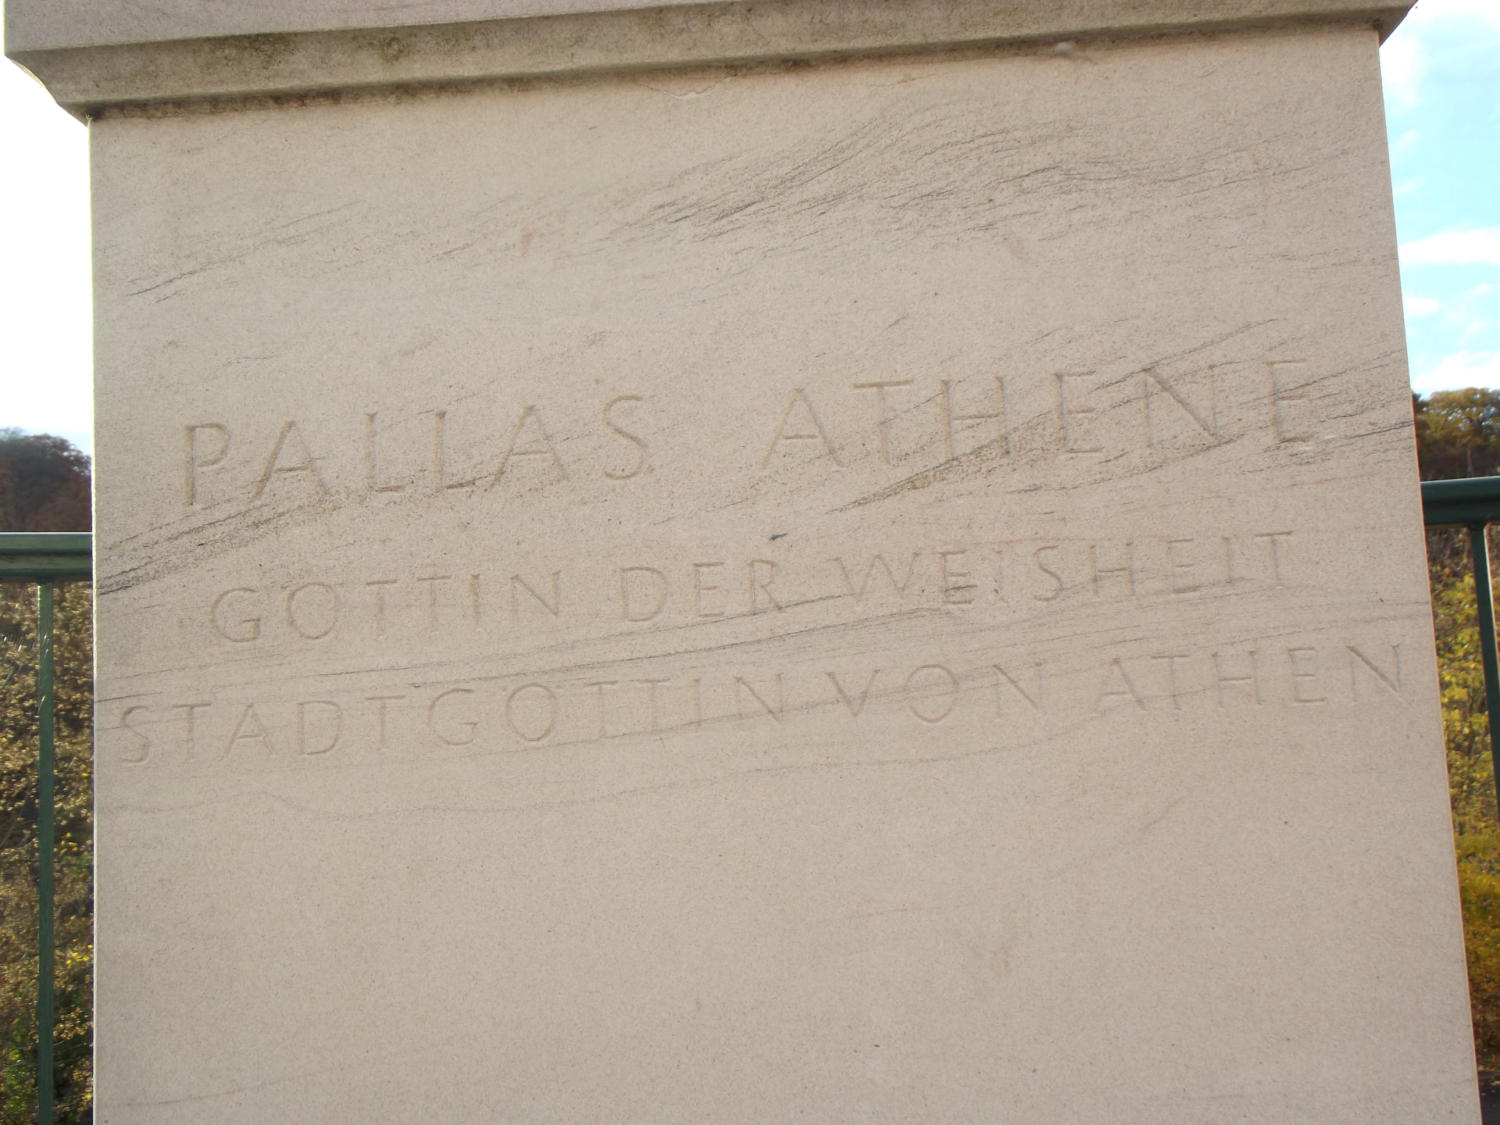 PALLAS ATHENE
GOTTIN DER WEISHEIT
STADTGOTTIN VON ATHEN